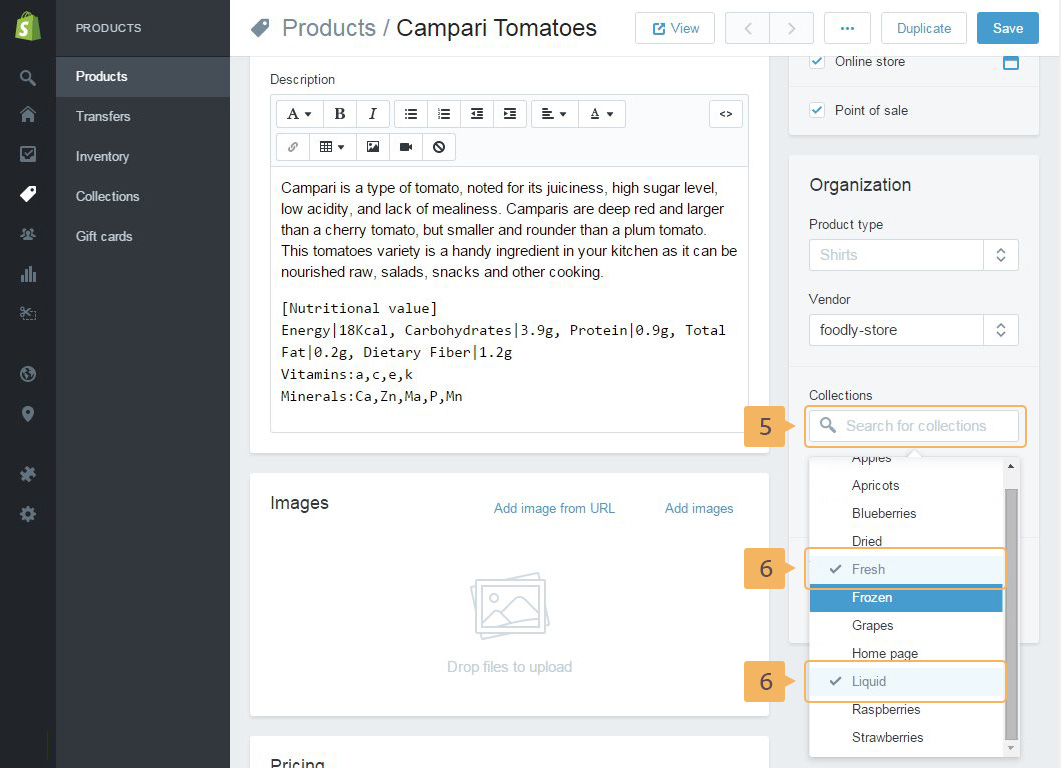 PRODUCTS
Products
Transfers
Inventory
Collections
Gift cards
Products / Campari Tomatoes
View
Duplicate
Save
Description
A
B
I
A
<>
Campari is a type of tomato, noted for its juiciness, high sugar level,
low acidity, and lack of mealiness. Camparis are deep red and larger
than a cherry tomato, but smaller and rounder than a plum tomato.
This tomatoes variety is a handy ingredient in your kitchen as it can be
nourished raw, salads, snacks and other cooking.
[Nutritional value]
Energy|18Kcal, Carbohydrates|3.9g, Protein|0.9g, Total
Fat|0.2g, Dietary Fiber|1.2g
Vitamins:a,c,e,k
Minerals:Ca,Zn,Ma,P,Mn
Images
Add image from URL
Add images
Drop files to upload
Pricing
Online store
Point of sale
Organization
Product type
Shirts
Vendor
foodly-store
Collections
5
Search for collections
Apples
Apricots
Blueberries
Dried
6
Fresh
Frozen
Grapes
Home page
6
Liquid
Raspberries
Strawberries